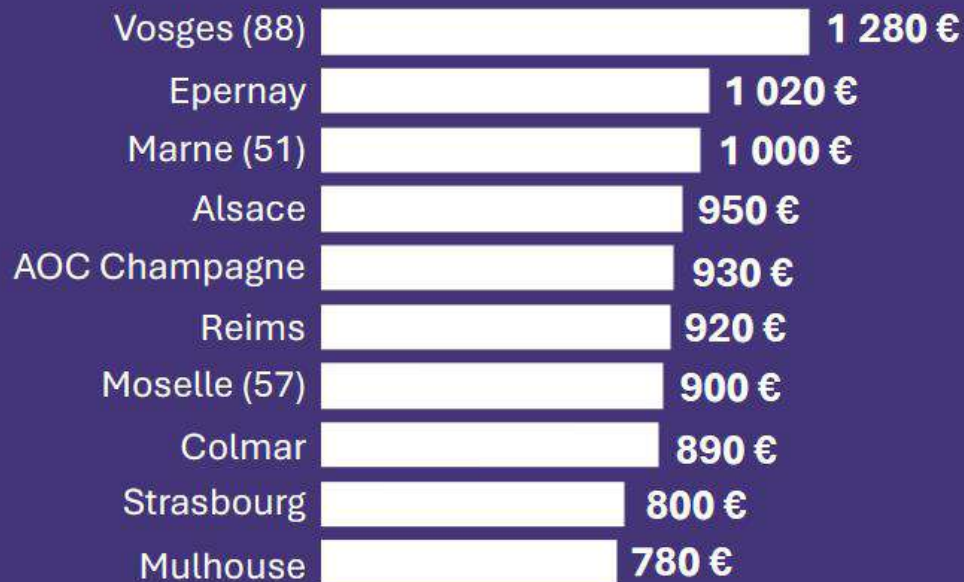 Vosges (88) 1 280 €
Epernay 1 020 €
Marne (51) 1 000 €
Alsace 950 €
AOC Champagne 930 €
Reims 920 €
Moselle (57) 900 €
Colmar 890 €
Strasbourg 800 €
Mulhouse 780 €